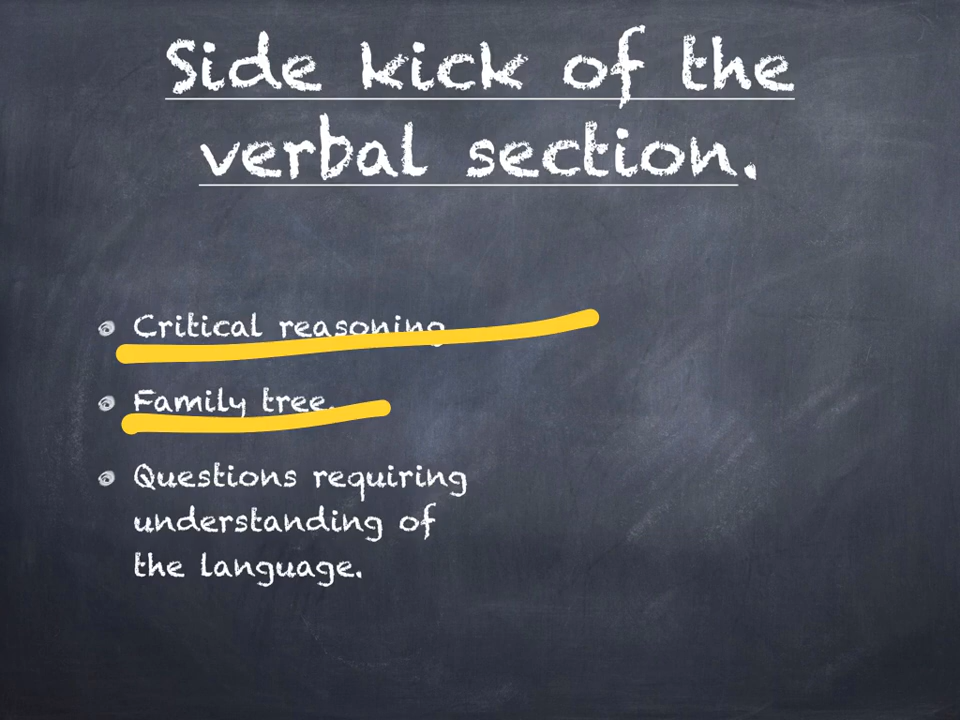 Side kick of the
verbal section.
Critical reasoning
Family tree.
Questions requiring
understanding of
the language.